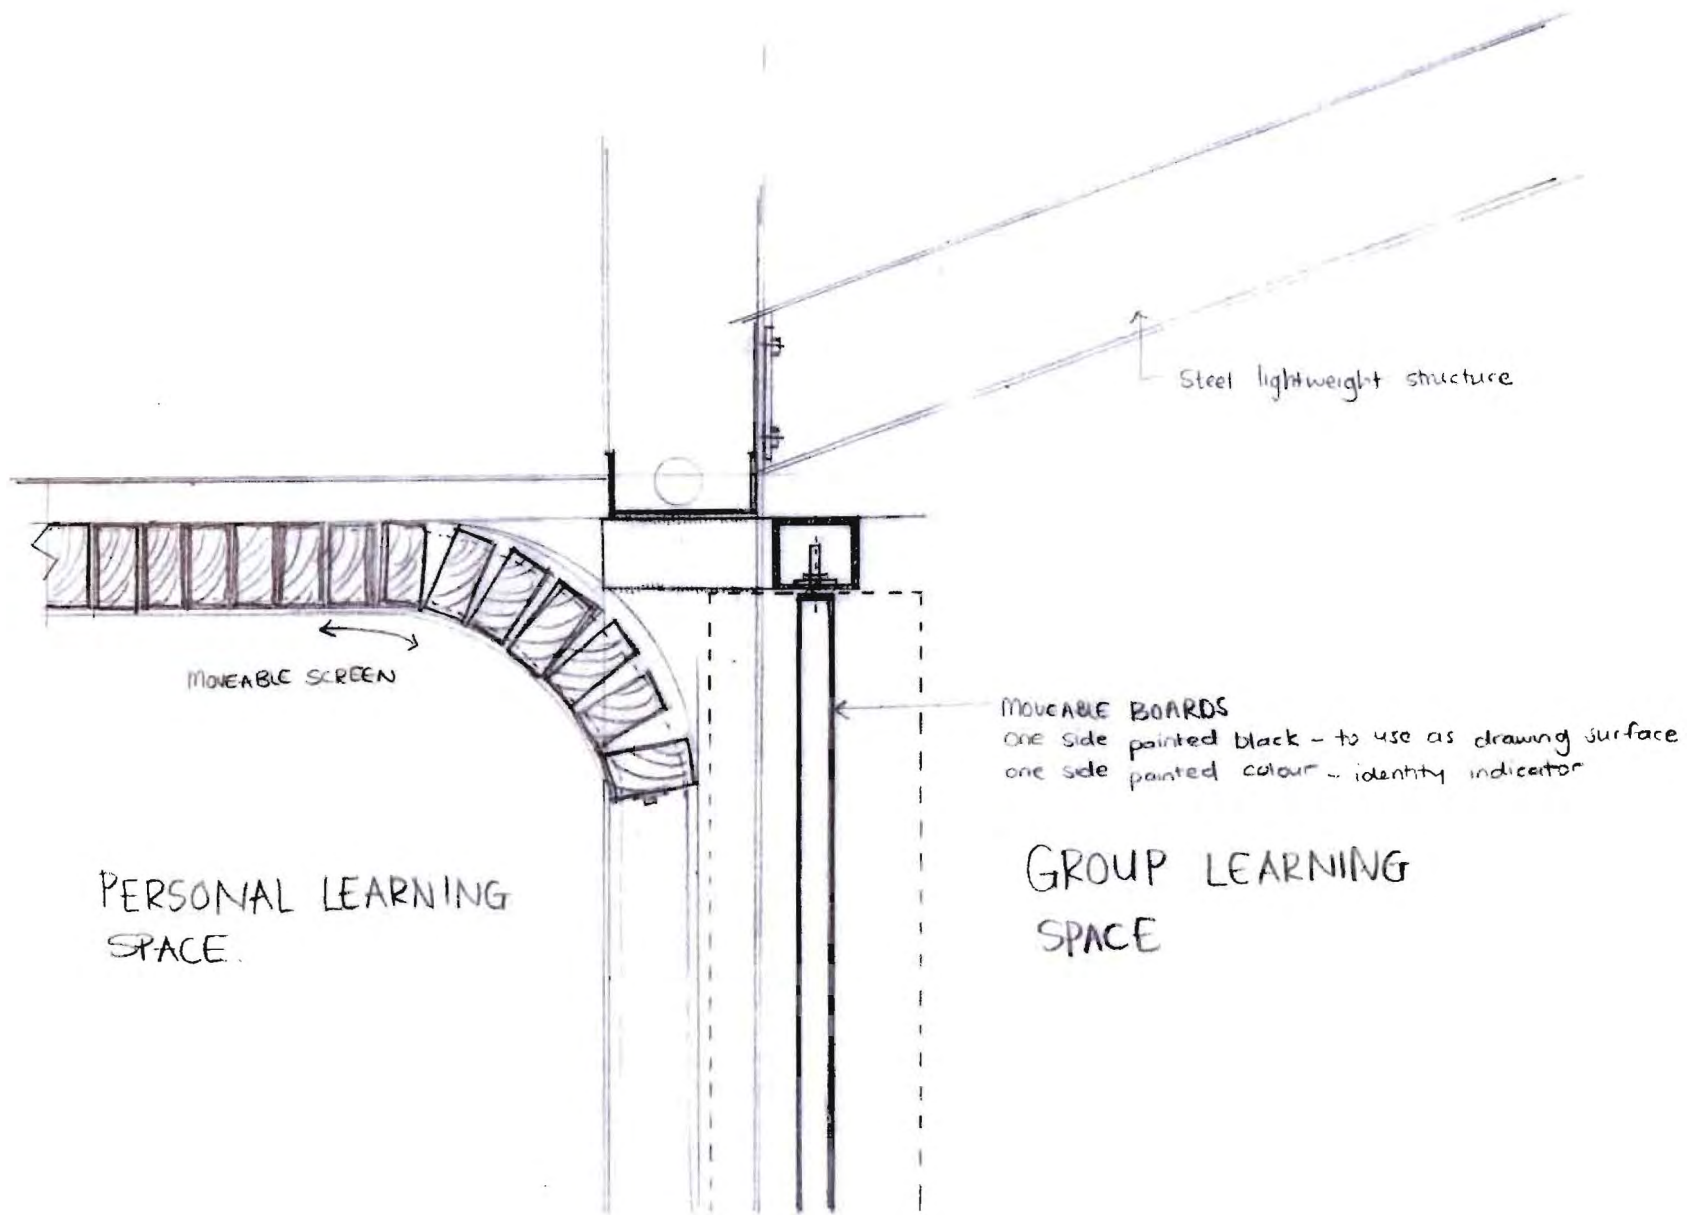 Steel lightweight structure
MOVEABLE SCREEN
MOVEABLE BOARDS
one side painted black - to use as drawing surface
one side painted colour - identity indicator
PERSONAL LEARNING
SPACE.
GROUP LEARNING
SPACE